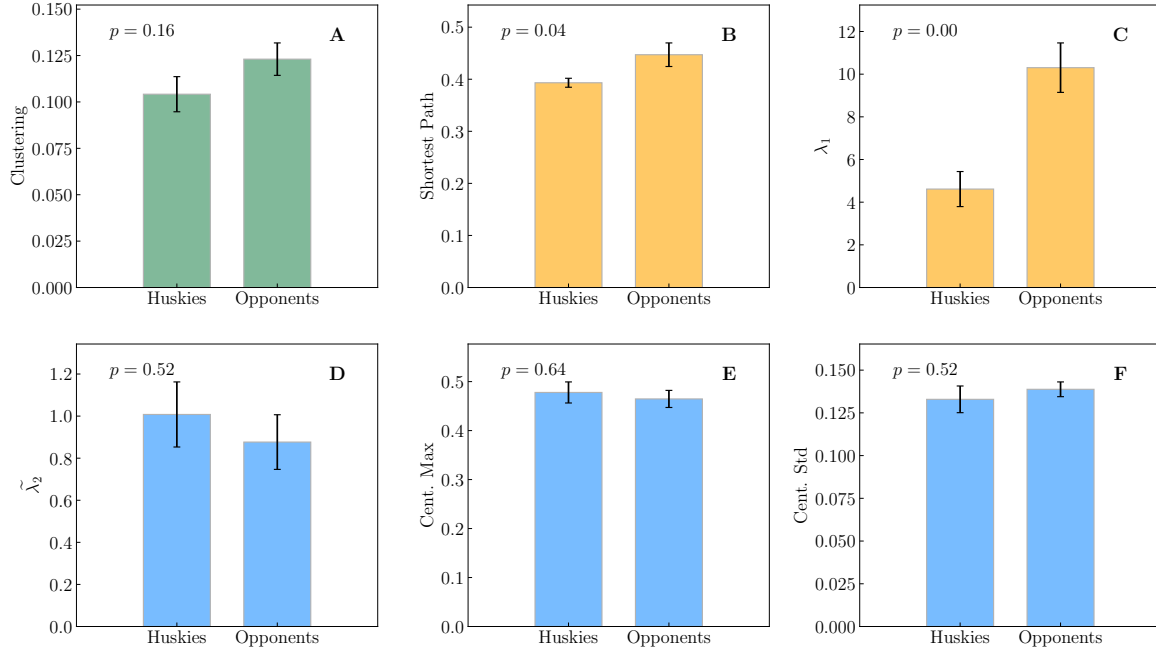 p = 0.16
A
0.150
0.125
0.100
0.075
0.050
0.025
0.000
Clustering
Huskies
Opponents
p = 0.04
B
0.5
0.4
0.3
0.2
0.1
0.0
Shortest Path
Huskies
Opponents
p = 0.00
C
12
10
8
6
4
2
0
λ₁
Huskies
Opponents
p = 0.52
D
1.2
1.0
0.8
0.6
0.4
0.2
0.0
λ̃₂
Huskies
Opponents
p = 0.64
E
0.5
0.4
0.3
0.2
0.1
0.0
Cent. Max
Huskies
Opponents
p = 0.52
F
0.150
0.125
0.100
0.075
0.050
0.025
0.000
Cent. Std
Huskies
Opponents